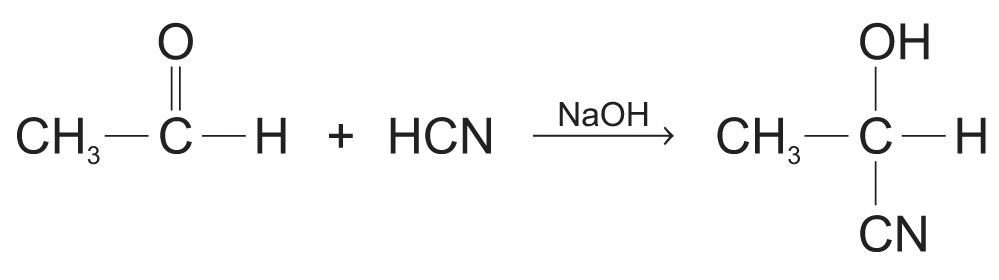 O OH
CH₃ C H + HCN NaOH CH₃ C H
CN